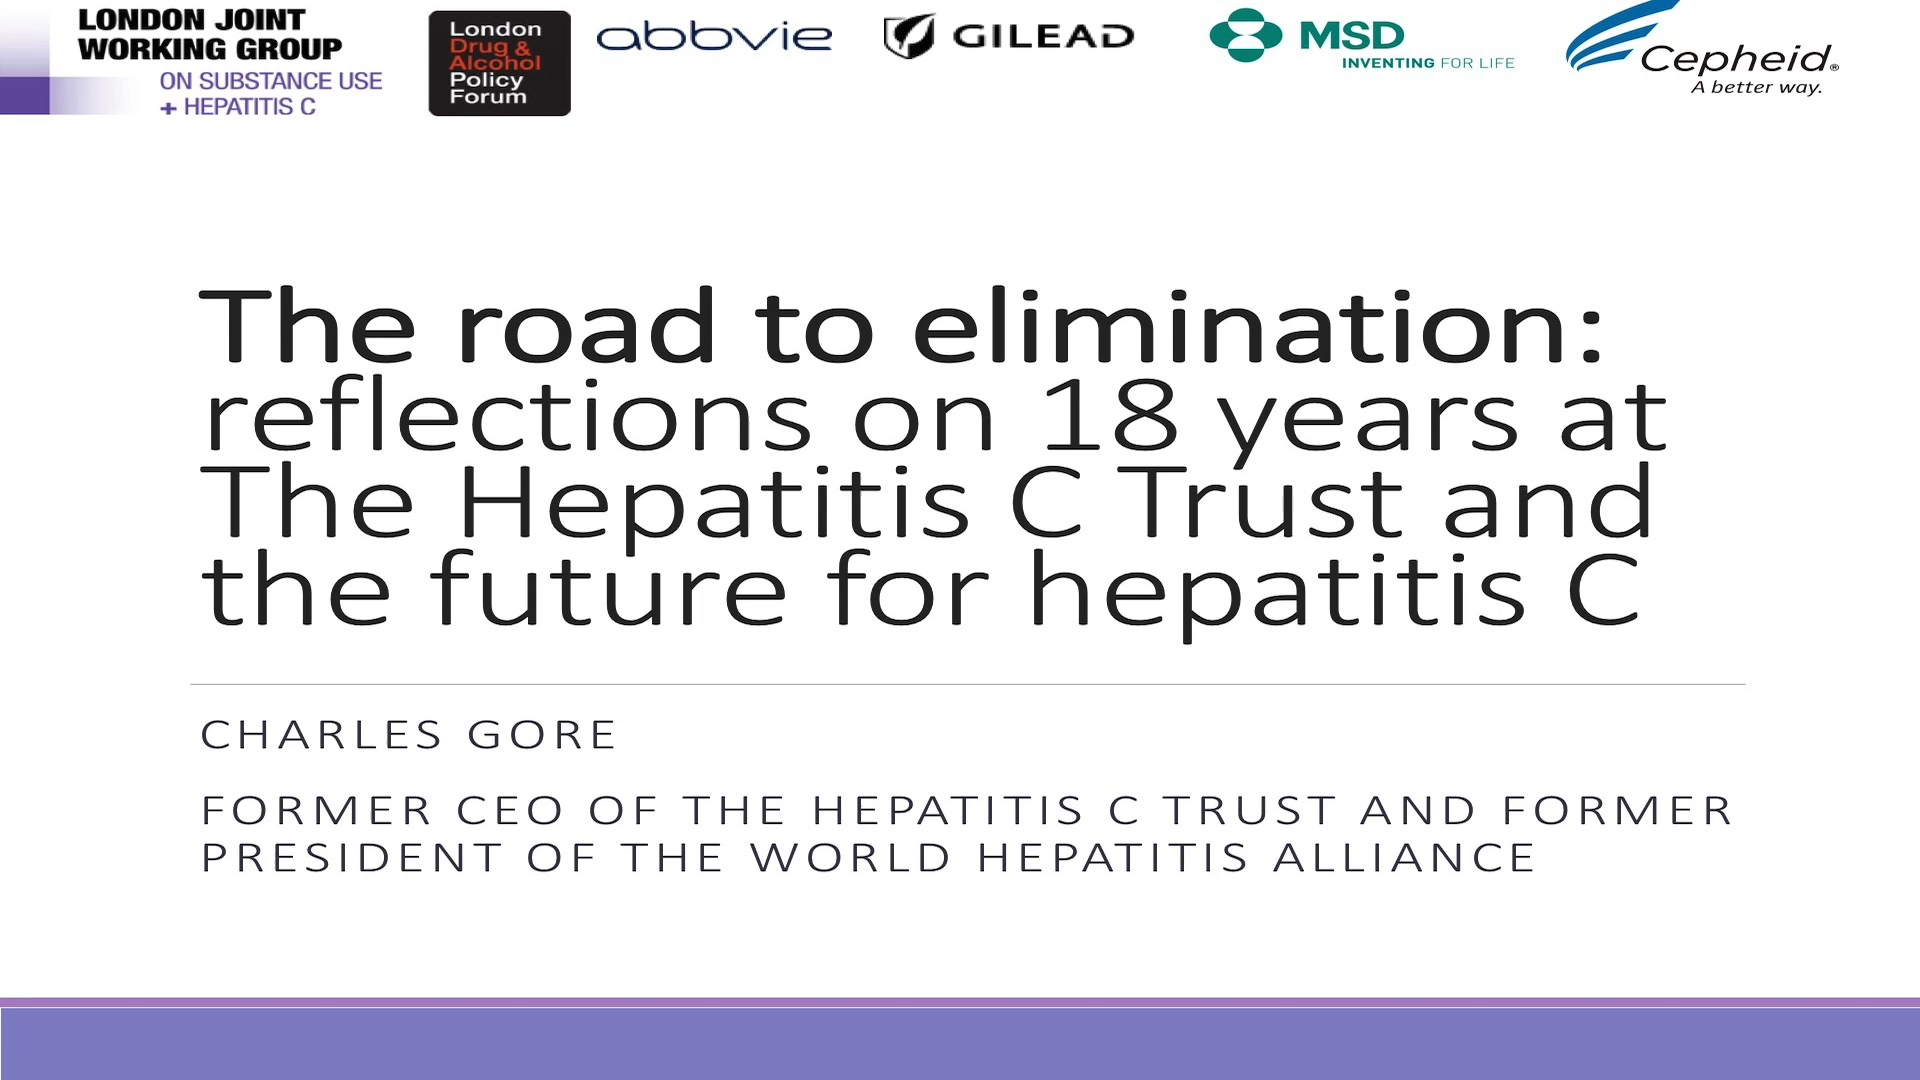 LONDON JOINT
WORKING GROUP
ON SUBSTANCE USE
+ HEPATITIS C
London
Drug &
Alcohol
Policy
Forum
abbvie
GILEAD
MSD
INVENTING FOR LIFE
Cepheid®
A better way.
The road to elimination:
reflections on 18 years at
The Hepatitis C Trust and
the future for hepatitis C
CHARLES GORE
FORMER CEO OF THE HEPATITIS C TRUST AND FORMER
PRESIDENT OF THE WORLD HEPATITIS ALLIANCE